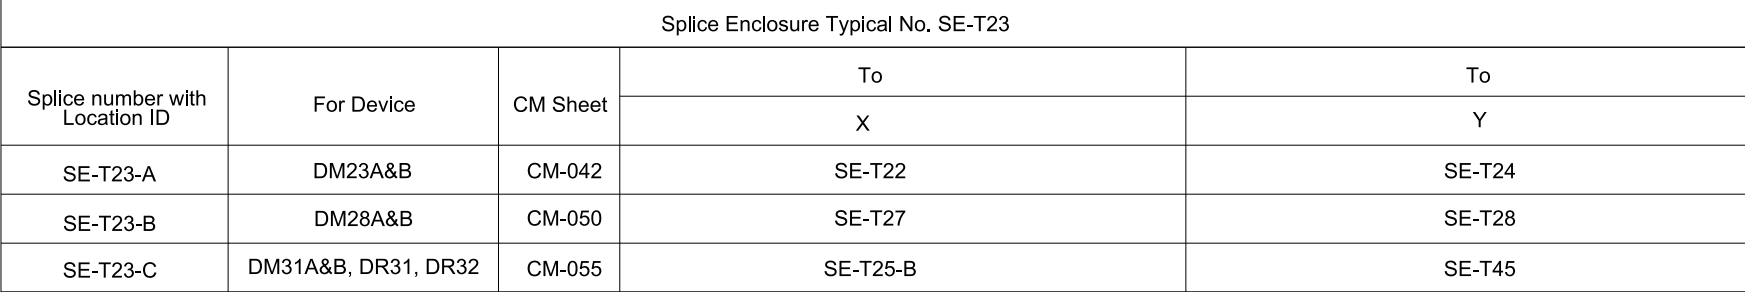 Splice Enclosure Typical No. SE-T23
Splice number with
Location ID
For Device
CM Sheet
To
To
X
Y
SE-T23-A
DM23A&B
CM-042
SE-T22
SE-T24
SE-T23-B
DM28A&B
CM-050
SE-T27
SE-T28
SE-T23-C
DM31A&B, DR31, DR32
CM-055
SE-T25-B
SE-T45